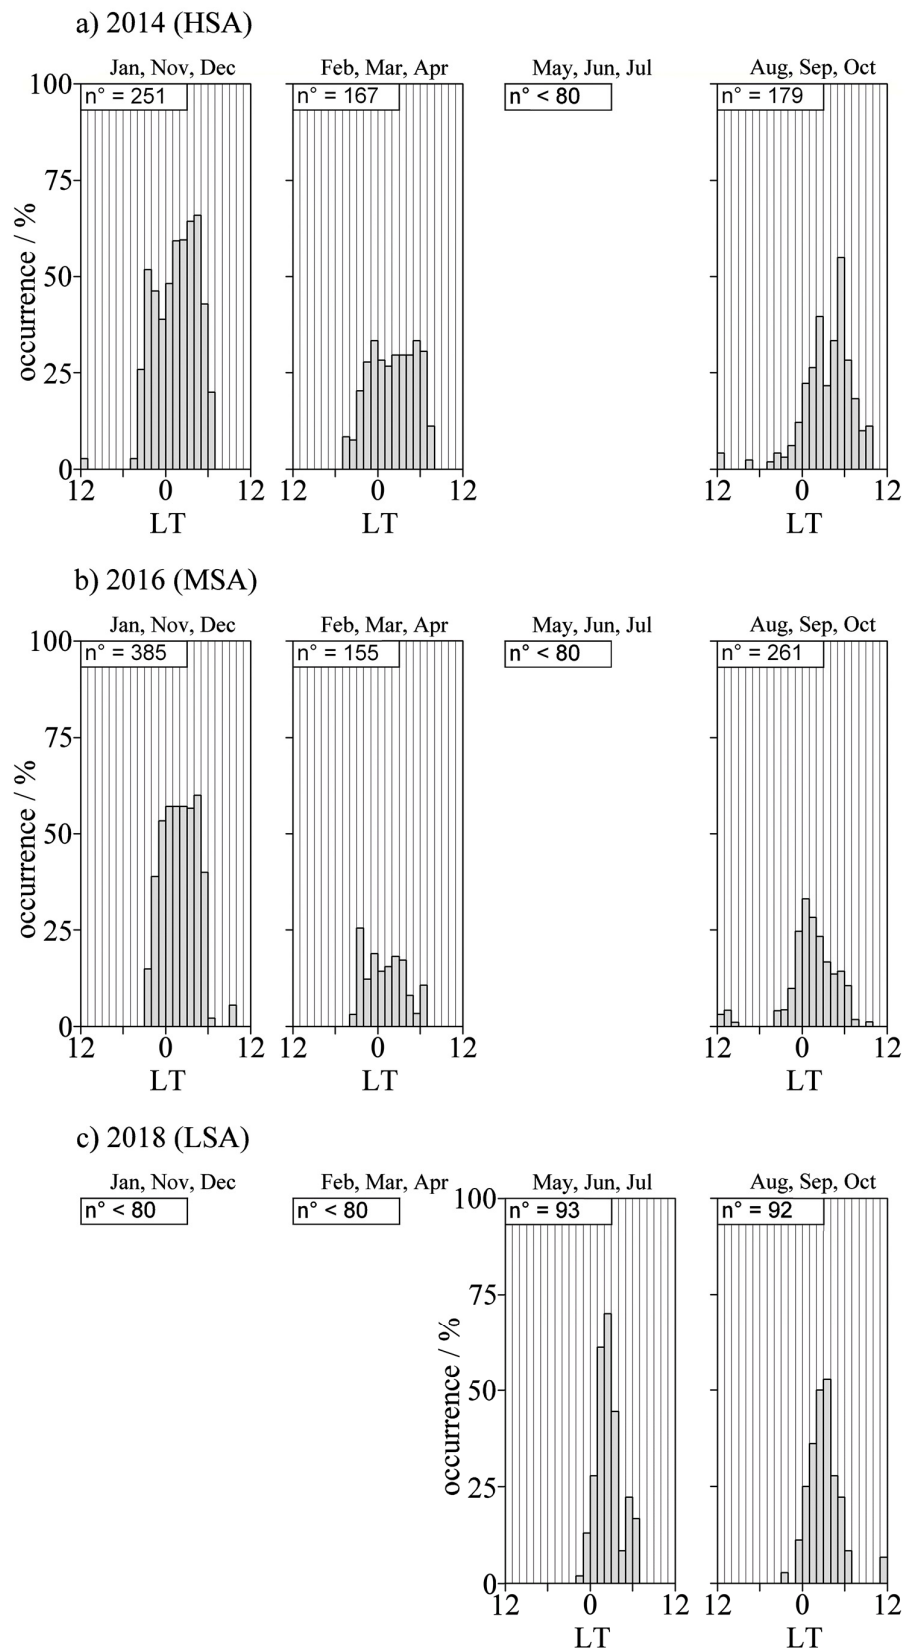 a) 2014 (HSA)
Jan, Nov, Dec Feb, Mar, Apr May, Jun, Jul Aug, Sep, Oct
100 n° = 251 n° = 167 n° < 80 n° = 179
75
50
25
0
occurrence / %
12 0 12 12 0 12 12 0 12
LT LT LT
b) 2016 (MSA)
Jan, Nov, Dec Feb, Mar, Apr May, Jun, Jul Aug, Sep, Oct
100 n° = 385 n° = 155 n° < 80 n° = 261
75
50
25
0
occurrence / %
12 0 12 12 0 12 12 0 12
LT LT LT
c) 2018 (LSA)
Jan, Nov, Dec Feb, Mar, Apr May, Jun, Jul Aug, Sep, Oct
n° < 80 n° < 80 100 n° = 93 n° = 92
75
50
25
0
occurrence / %
12 0 12 12 0 12
LT LT